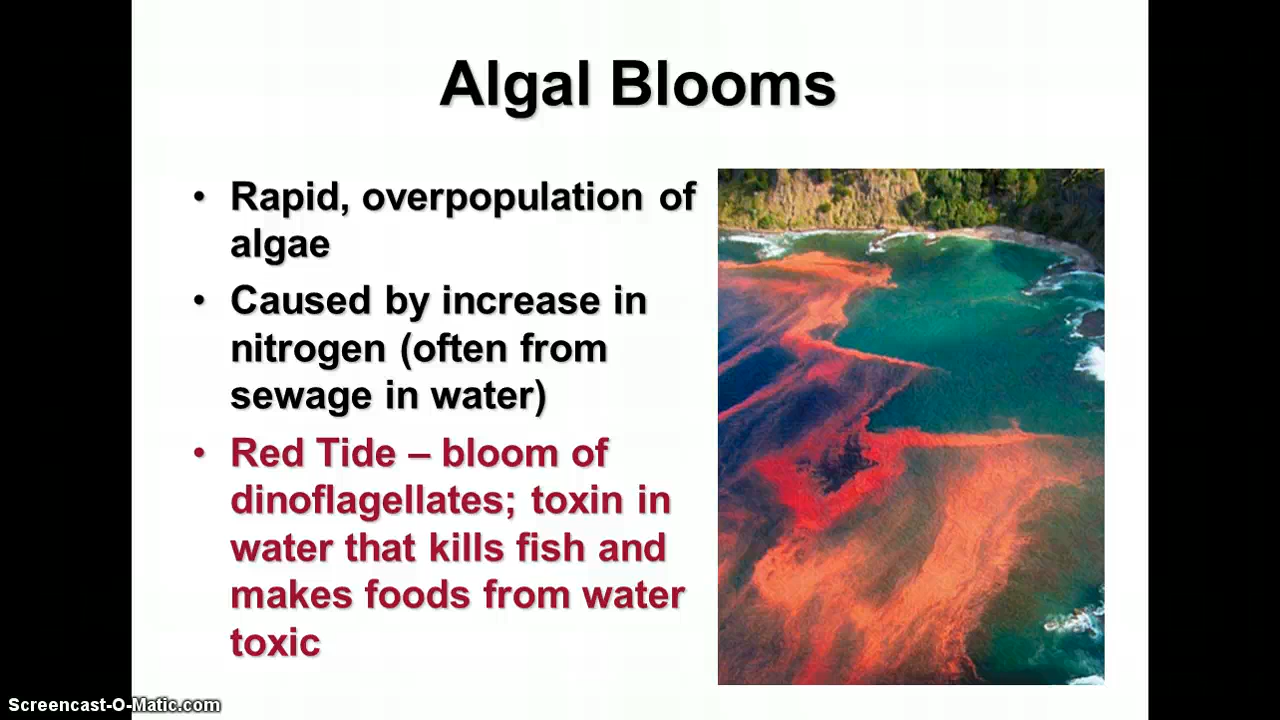 Algal Blooms
• Rapid, overpopulation of
algae
• Caused by increase in
nitrogen (often from
sewage in water)
• Red Tide – bloom of
dinoflagellates; toxin in
water that kills fish and
makes foods from water
toxic
Screencast-O-Matic.com